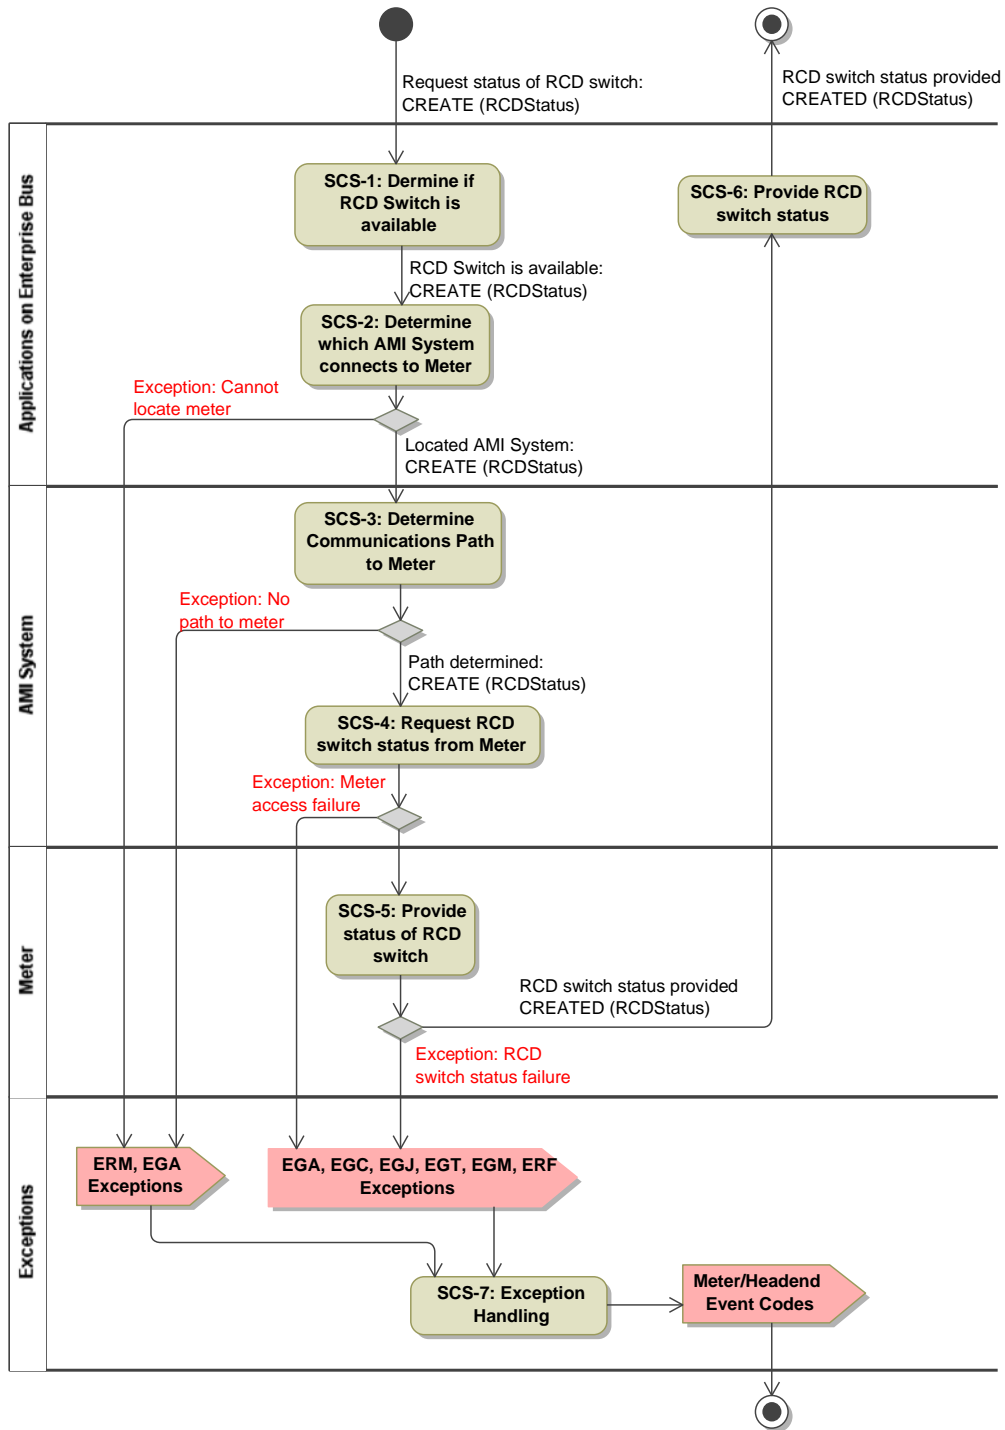 Request status of RCD switch:
CREATE (RCDStatus)
RCD switch status provided
CREATED (RCDStatus)
Applications on Enterprise Bus
SCS-1: Dermine if
RCD Switch is
available
SCS-6: Provide RCD
switch status
RCD Switch is available:
CREATE (RCDStatus)
SCS-2: Determine
which AMI System
connects to Meter
Exception: Cannot
locate meter
Located AMI System:
CREATE (RCDStatus)
AMI System
SCS-3: Determine
Communications Path
to Meter
Exception: No
path to meter
Path determined:
CREATE (RCDStatus)
SCS-4: Request RCD
switch status from Meter
Exception: Meter
access failure
Meter
SCS-5: Provide
status of RCD
switch
RCD switch status provided
CREATED (RCDStatus)
Exception: RCD
switch status failure
Exceptions
ERM, EGA
Exceptions
EGA, EGC, EGJ, EGT, EGM, ERF
Exceptions
SCS-7: Exception
Handling
Meter/Headend
Event Codes